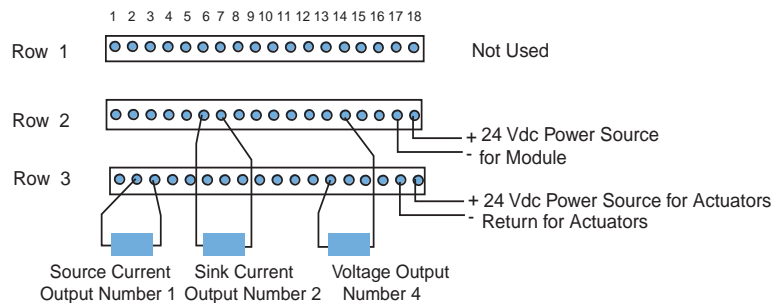 1 2 3 4 5 6 7 8 9 10 11 12 13 14 15 16 17 18
Row 1
Not Used
Row 2
+ 24 Vdc Power Source
- for Module
Row 3
+ 24 Vdc Power Source for Actuators
- Return for Actuators
Source Current
Output Number 1
Sink Current
Output Number 2
Voltage Output
Number 4